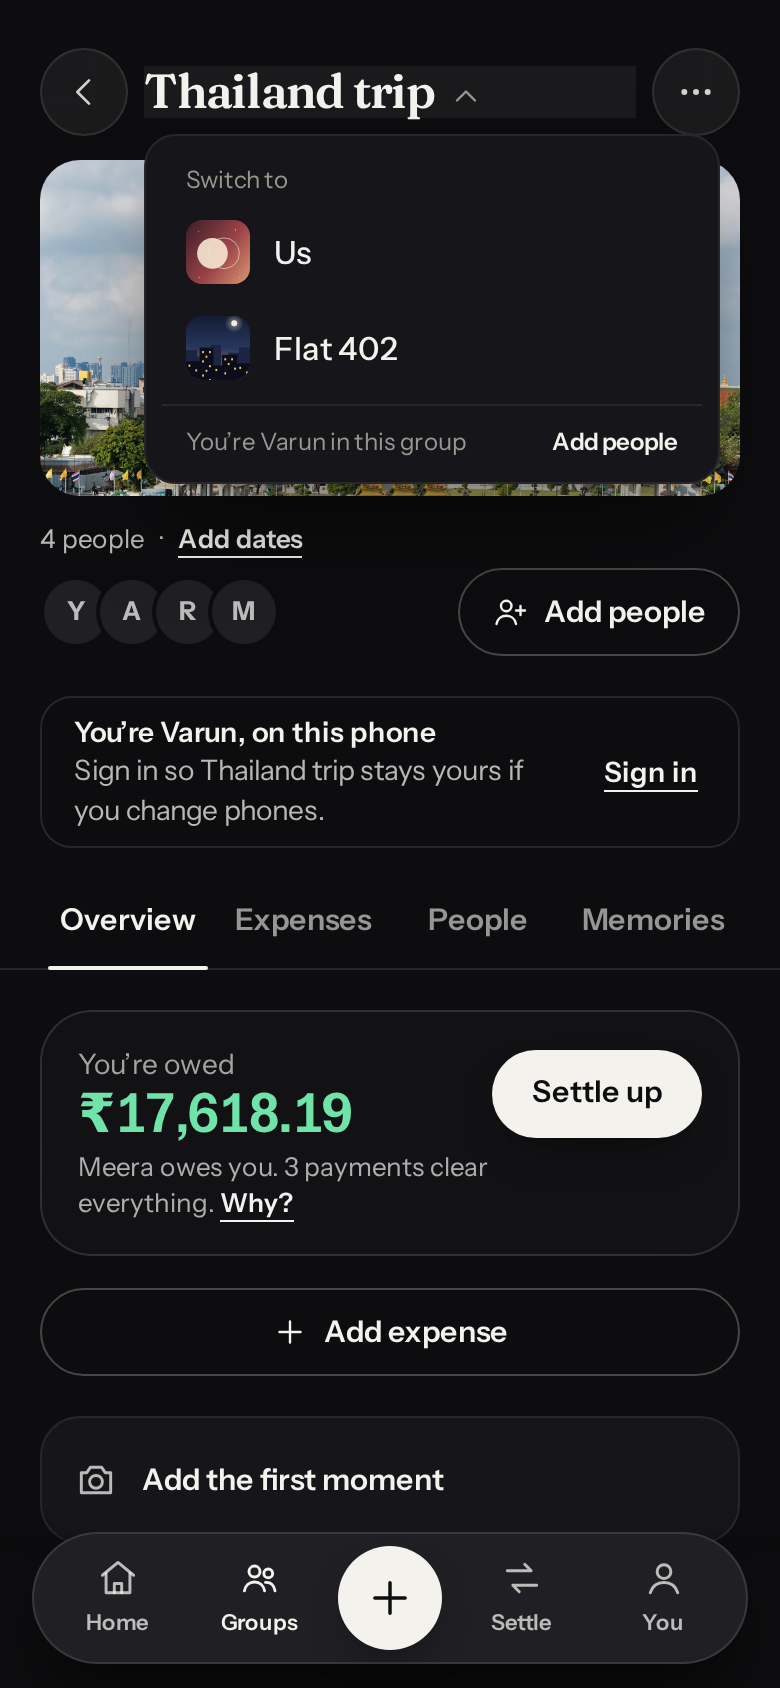 Thailand trip
Switch to
Us
Flat 402
You’re Varun in this group
Add people
4 people · Add dates
Y A R M
Add people
You’re Varun, on this phone
Sign in so Thailand trip stays yours if
you change phones.
Sign in
Overview Expenses People Memories
You’re owed
₹17,618.19
Settle up
Meera owes you. 3 payments clear
everything. Why?
Add expense
Add the first moment
Home Groups Settle You